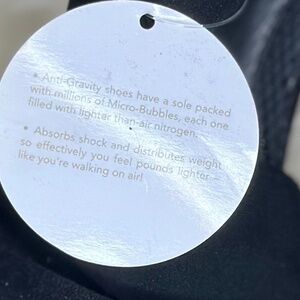 • Anti-Gravity shoes have a sole packed
with millions of Micro-Bubbles, each one
filled with lighter than-air nitrogen.
• Absorbs shock and distributes weight
so effectively you feel pounds lighter –
like you're walking on air!